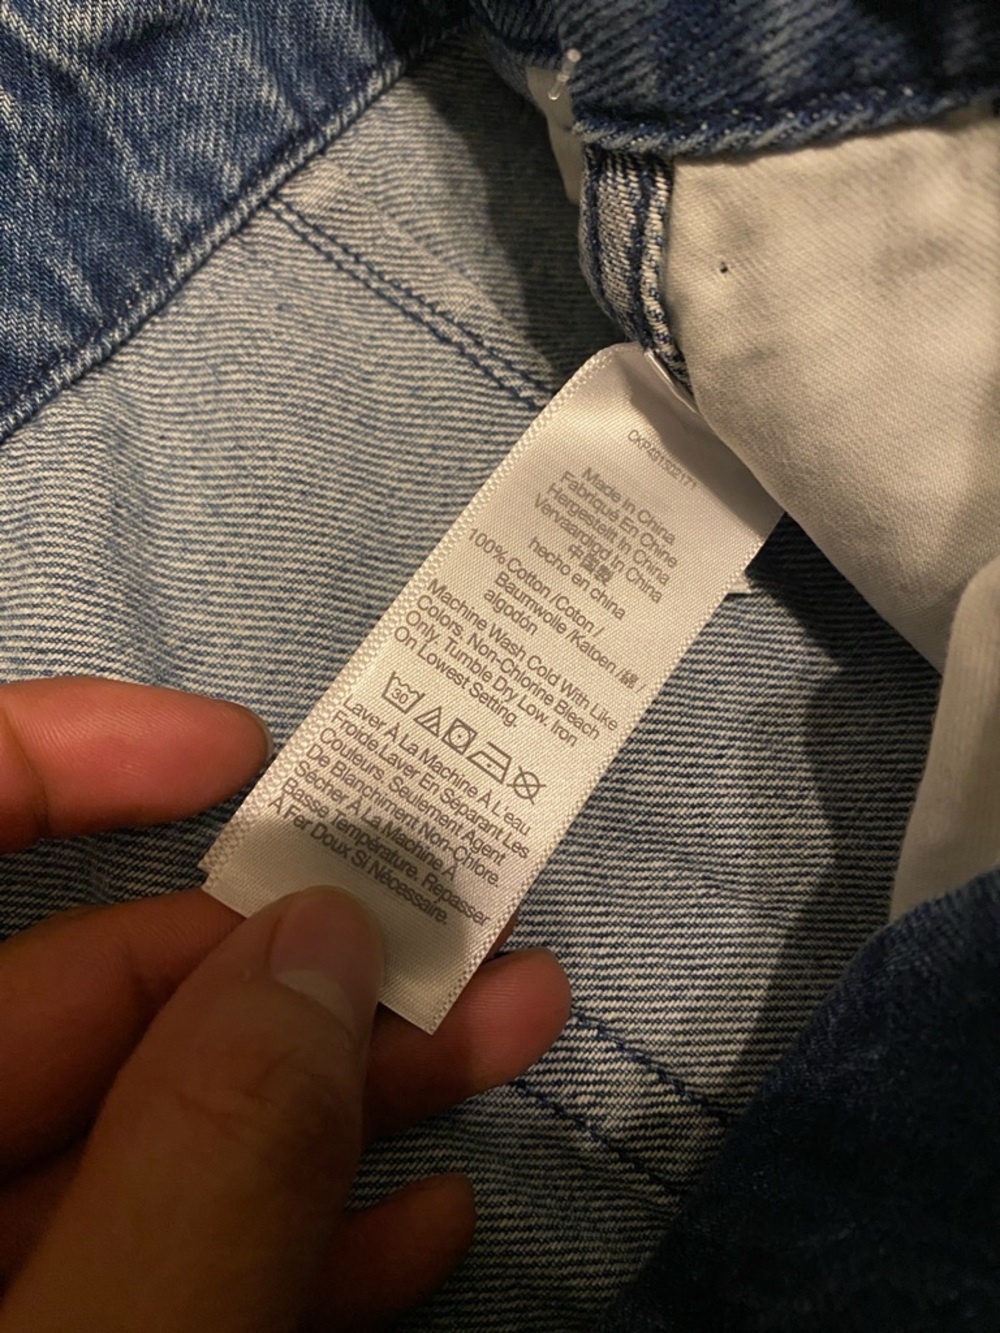 Made in China
Fabriqué En Chine
Hergestellt in China
Vervaardigd in China
中国製
hecho en china
100% Cotton /Coton /
Baumwolle /Katoen /綿 /
algodón
Machine Wash Cold With Like
Colors. Non-Chlorine Bleach
Only. Tumble Dry Low. Iron
On Lowest Setting.
30
Laver À La Machine À L'eau
Froide Laver En Séparant Les
Couleurs. Seulement Agent
De Blanchiment Non-Chlore.
Sécher À La Machine. À
Basse Température. Repasser
À Fer Doux Si Nécessaire.